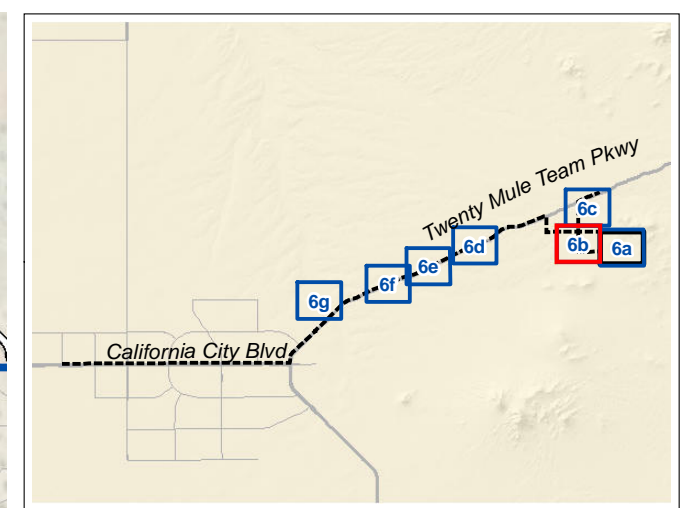 Twenty Mule Team Pkwy
6c
6b
6a
6d
6e
6f
6g
California City Blvd